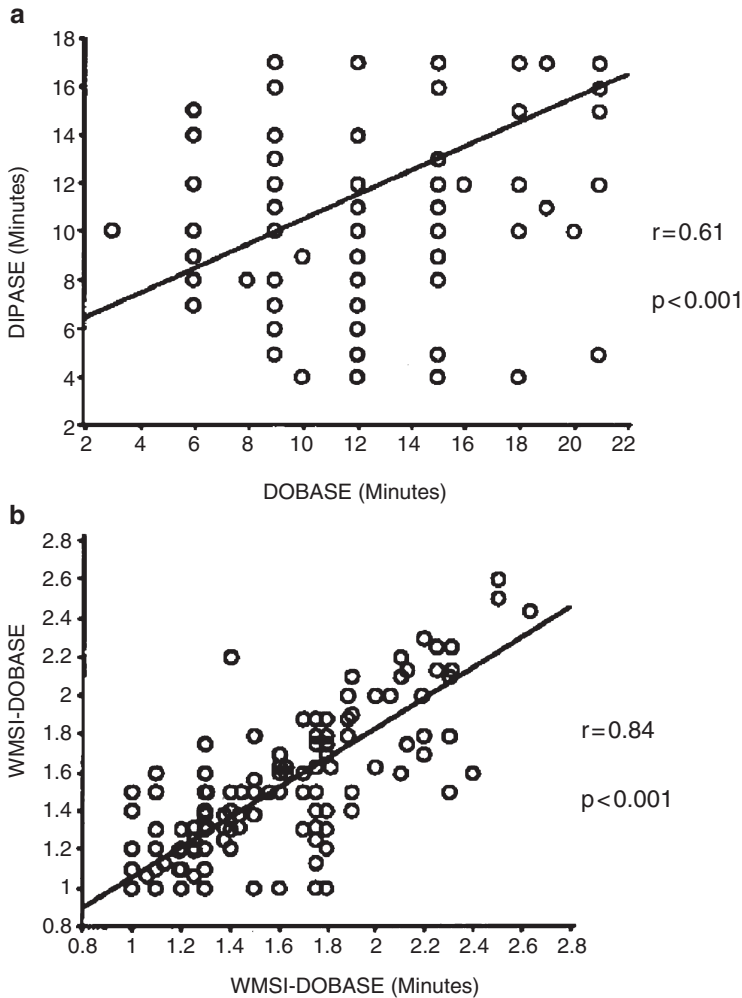 a
18
16
14
12
10
8
6
4
2
DIPASE (Minutes)
2 4 6 8 10 12 14 16 18 20 22
DOBASE (Minutes)
r=0.61
p<0.001
b
2.8
2.6
2.4
2.2
2
1.8
1.6
1.4
1.2
1
0.8
WMSI-DOBASE
0.8 1 1.2 1.4 1.6 1.8 2 2.2 2.4 2.6 2.8
WMSI-DOBASE (Minutes)
r=0.84
p<0.001